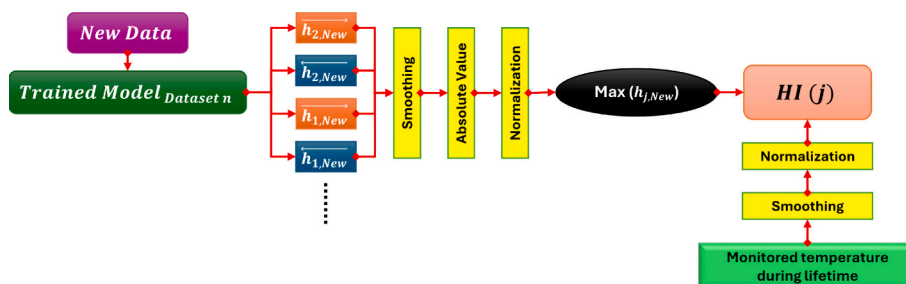 New Data
Trained Model Dataset n
h2,New
h2,New
h1,New
h1,New
Smoothing
Absolute Value
Normalization
Max (hj,New)
HI (j)
Normalization
Smoothing
Monitored temperature
during lifetime